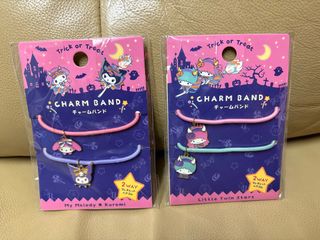 Trick or Treat
CHARM BAND
チャームバンド
2WAY
My Melody ★ Kuromi
Trick or Treat
CHARM BAND
チャームバンド
2WAY
Little Twin Stars